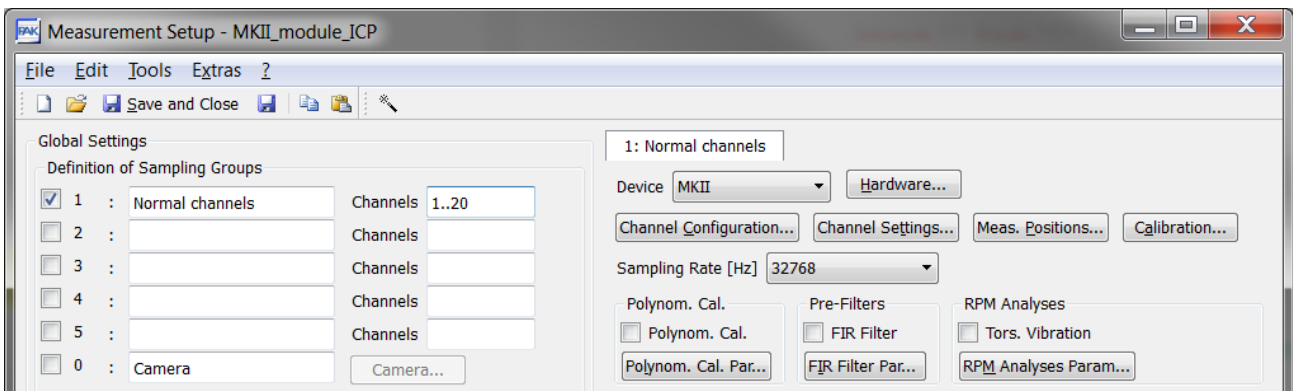 PAK Measurement Setup - MKII_module_ICP
File Edit Tools Extras ?
Save and Close
Global Settings
Definition of Sampling Groups
1 : Normal channels Channels 1..20
2 : Channels
3 : Channels
4 : Channels
5 : Channels
0 : Camera Camera...
1: Normal channels
Device MKII Hardware...
Channel Configuration... Channel Settings... Meas. Positions... Calibration...
Sampling Rate [Hz] 32768
Polynom. Cal. Pre-Filters RPM Analyses
Polynom. Cal. FIR Filter Tors. Vibration
Polynom. Cal. Par... FIR Filter Par... RPM Analyses Param...